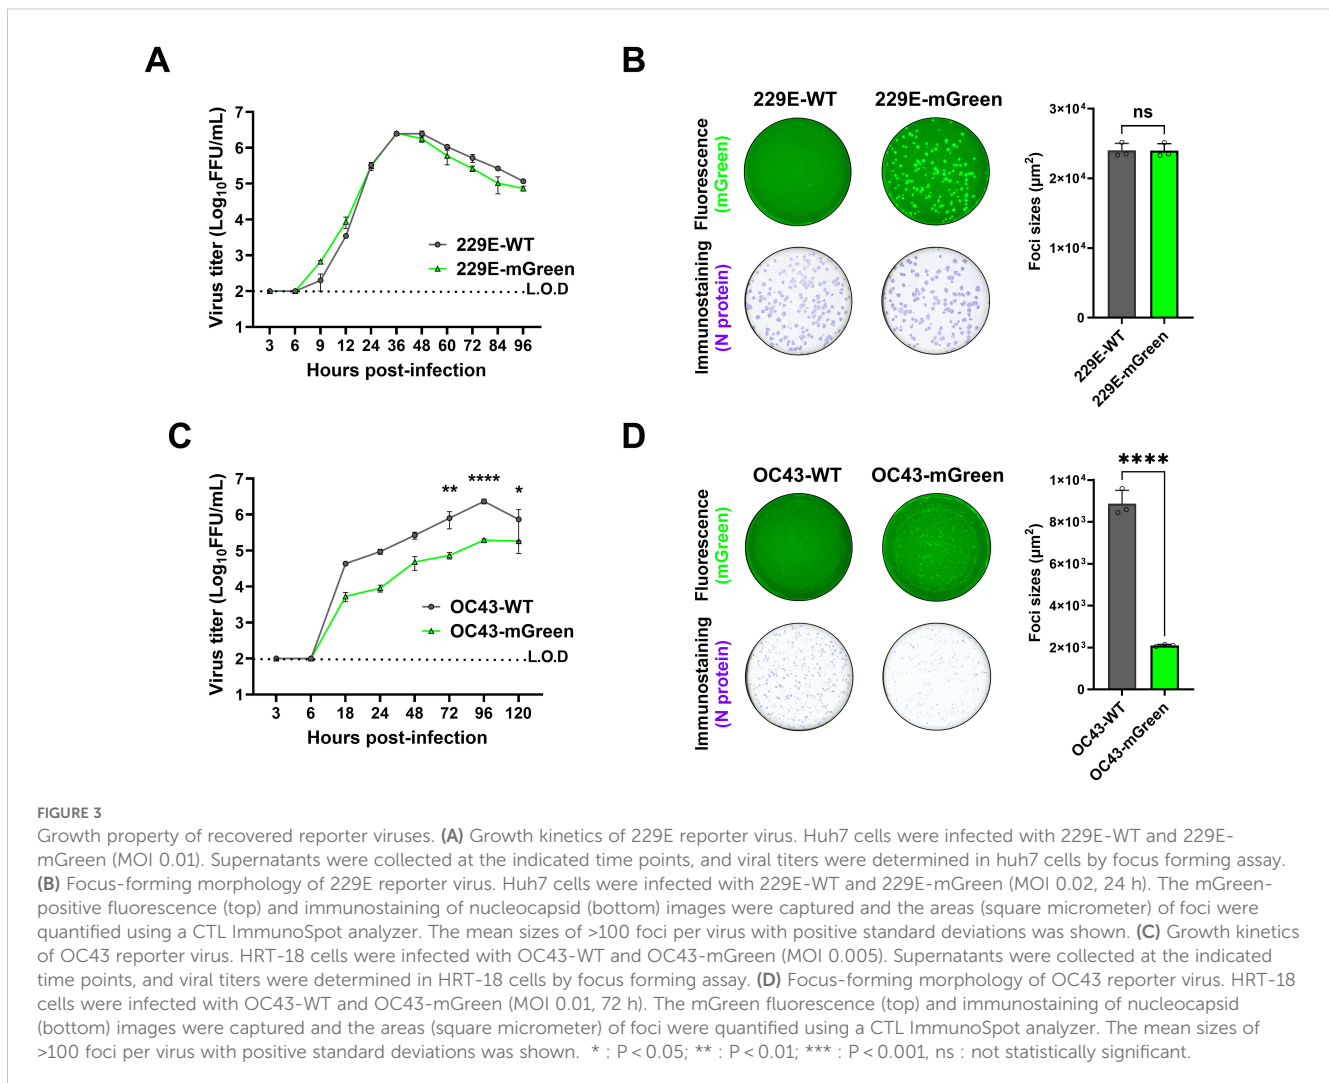 A
Virus titer (Log10FFU/mL)
7
6
5
4
3
2
1
229E-WT
229E-mGreen
L.O.D
3 6 9 12 24 36 48 60 72 84 96
Hours post-infection
B
229E-WT 229E-mGreen
Fluorescence
(mGreen)
Immunostaining
(N protein)
Foci sizes (µm²)
3×10⁴
2×10⁴
1×10⁴
0
ns
229E-WT
229E-mGreen
C
Virus titer (Log10FFU/mL)
7
6
5
4
3
2
1
** **** *
OC43-WT
OC43-mGreen
L.O.D
3 6 18 24 48 72 96 120
Hours post-infection
D
OC43-WT OC43-mGreen
Fluorescence
(mGreen)
Immunostaining
(N protein)
Foci sizes (µm²)
1×10⁴
8×10³
6×10³
4×10³
2×10³
0
****
OC43-WT
OC43-mGreen
FIGURE 3
Growth property of recovered reporter viruses. (A) Growth kinetics of 229E reporter virus. Huh7 cells were infected with 229E-WT and 229E-
mGreen (MOI 0.01). Supernatants were collected at the indicated time points, and viral titers were determined in huh7 cells by focus forming assay.
(B) Focus-forming morphology of 229E reporter virus. Huh7 cells were infected with 229E-WT and 229E-mGreen (MOI 0.02, 24 h). The mGreen-
positive fluorescence (top) and immunostaining of nucleocapsid (bottom) images were captured and the areas (square micrometer) of foci were
quantified using a CTL ImmunoSpot analyzer. The mean sizes of >100 foci per virus with positive standard deviations was shown. (C) Growth kinetics
of OC43 reporter virus. HRT-18 cells were infected with OC43-WT and OC43-mGreen (MOI 0.005). Supernatants were collected at the indicated
time points, and viral titers were determined in HRT-18 cells by focus forming assay. (D) Focus-forming morphology of OC43 reporter virus. HRT-18
cells were infected with OC43-WT and OC43-mGreen (MOI 0.01, 72 h). The mGreen fluorescence (top) and immunostaining of nucleocapsid
(bottom) images were captured and the areas (square micrometer) of foci were quantified using a CTL ImmunoSpot analyzer. The mean sizes of
>100 foci per virus with positive standard deviations was shown. * : P < 0.05; ** : P < 0.01; *** : P < 0.001, ns : not statistically significant.